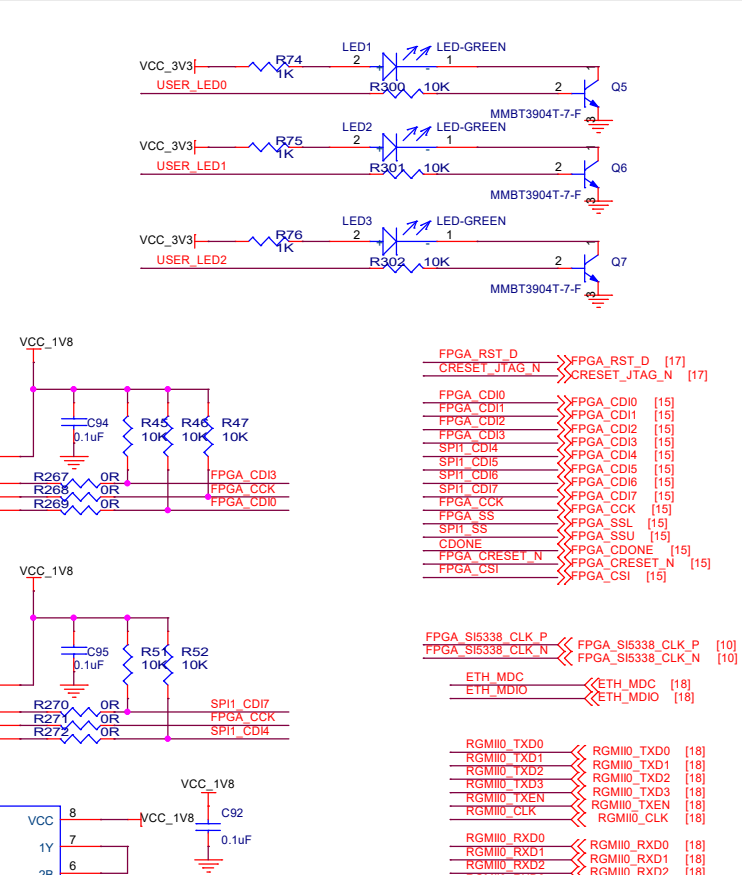 LED1 LED-GREEN
VCC_3V3 R74 1K 2 + - 1 1
USER_LED0 R300 10K 2 Q5
MMBT3904T-7-F 3
LED2 LED-GREEN
VCC_3V3 R75 1K 2 + - 1 1
USER_LED1 R301 10K 2 Q6
MMBT3904T-7-F 3
LED3 LED-GREEN
VCC_3V3 R76 1K 2 + - 1 1
USER_LED2 R302 10K 2 Q7
MMBT3904T-7-F 3
VCC_1V8
C94 R45 R46 R47
0.1uF 10K 10K 10K
R267 0R FPGA_CDI3
R268 0R FPGA_CCK
R269 0R FPGA_CDI0
VCC_1V8
C95 R51 R52
0.1uF 10K 10K
R270 0R SPI1_CDI7
R271 0R FPGA_CCK
R272 0R SPI1_CDI4
VCC_1V8
VCC 8 VCC_1V8 C92
0.1uF
1Y 7
2B 6
FPGA_RST_D FPGA_RST_D [17]
CRESET_JTAG_N CRESET_JTAG_N [17]
FPGA_CDI0 FPGA_CDI0 [15]
FPGA_CDI1 FPGA_CDI1 [15]
FPGA_CDI2 FPGA_CDI2 [15]
FPGA_CDI3 FPGA_CDI3 [15]
SPI1_CDI4 FPGA_CDI4 [15]
SPI1_CDI5 FPGA_CDI5 [15]
SPI1_CDI6 FPGA_CDI6 [15]
SPI1_CDI7 FPGA_CDI7 [15]
FPGA_CCK FPGA_CCK [15]
FPGA_SS FPGA_SSL [15]
SPI1_SS FPGA_SSU [15]
CDONE FPGA_CDONE [15]
FPGA_CRESET_N FPGA_CRESET_N [15]
FPGA_CSI FPGA_CSI [15]
FPGA_SI5338_CLK_P FPGA_SI5338_CLK_P [10]
FPGA_SI5338_CLK_N FPGA_SI5338_CLK_N [10]
ETH_MDC ETH_MDC [18]
ETH_MDIO ETH_MDIO [18]
RGMII0_TXD0 RGMII0_TXD0 [18]
RGMII0_TXD1 RGMII0_TXD1 [18]
RGMII0_TXD2 RGMII0_TXD2 [18]
RGMII0_TXD3 RGMII0_TXD3 [18]
RGMII0_TXEN RGMII0_TXEN [18]
RGMII0_CLK RGMII0_CLK [18]
RGMII0_RXD0 RGMII0_RXD0 [18]
RGMII0_RXD1 RGMII0_RXD1 [18]
RGMII0_RXD2 RGMII0_RXD2 [18]